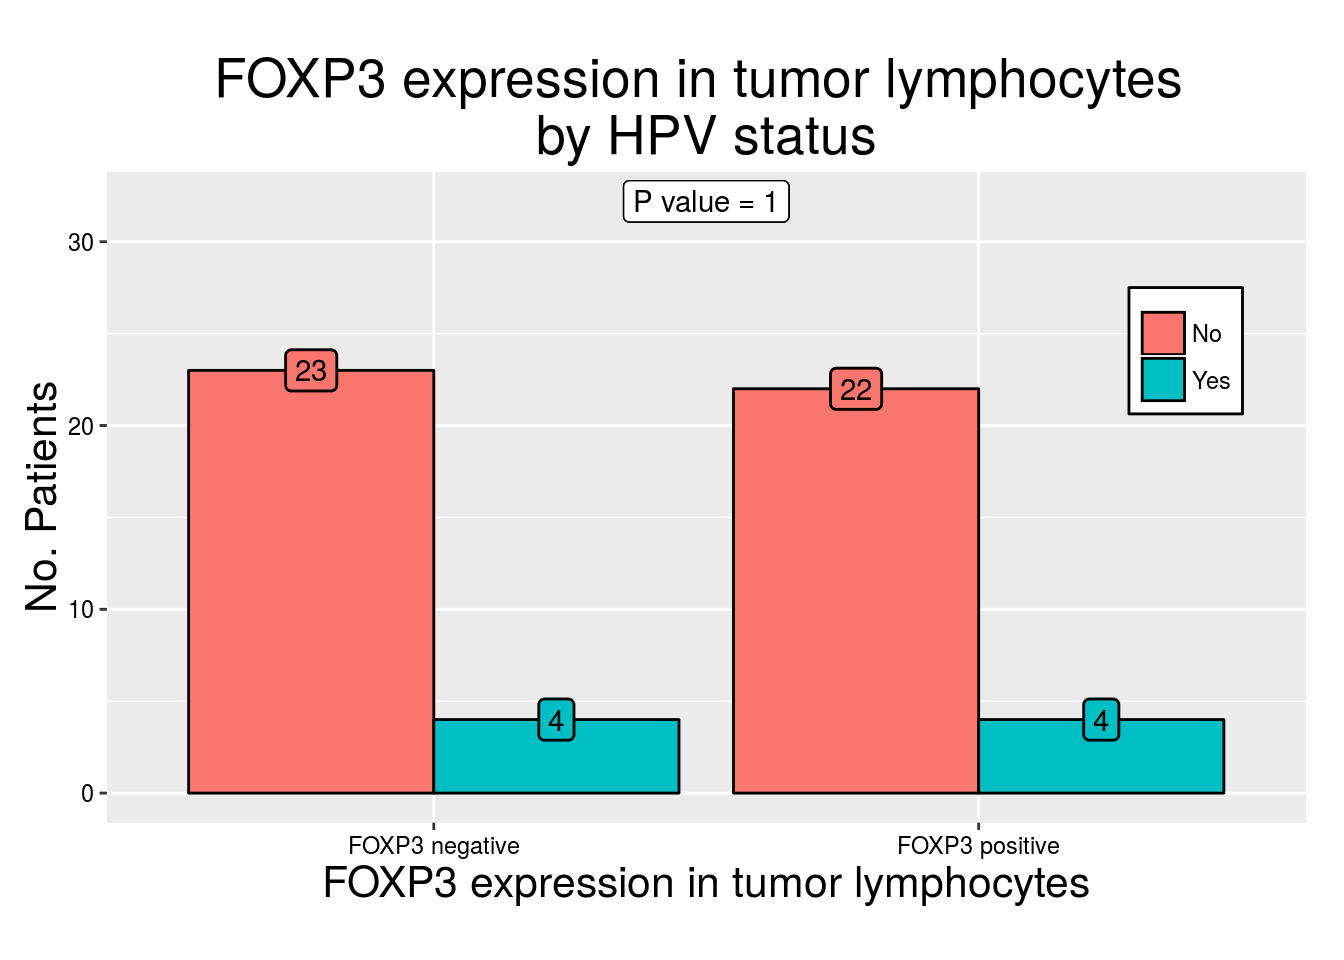 FOXP3 expression in tumor lymphocytes
by HPV status
P value = 1
No. Patients
30
20
10
0
23
4
22
4
No
Yes
FOXP3 negative
FOXP3 positive
FOXP3 expression in tumor lymphocytes